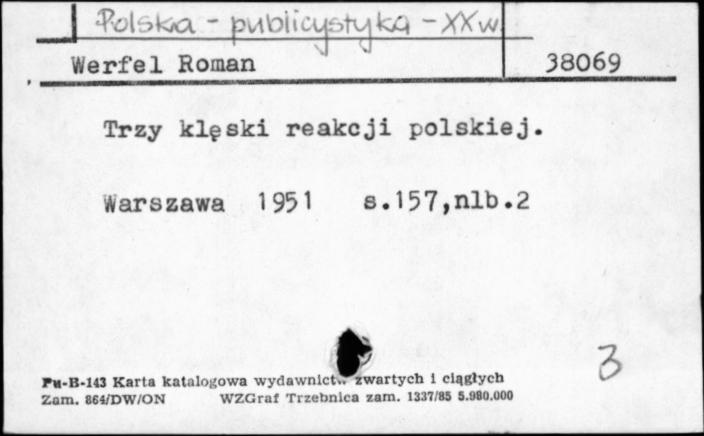 Polska - publicystyka - XX w.
Werfel Roman 38069
Trzy klęski reakcji polskiej.
Warszawa 1951 s.157,nlb.2
3
Pu-B-143 Karta katalogowa wydawnictw zwartych i ciągłych
Zam. 864/DW/ON WZGraf Trzebnica zam. 1337/85 5.980.000